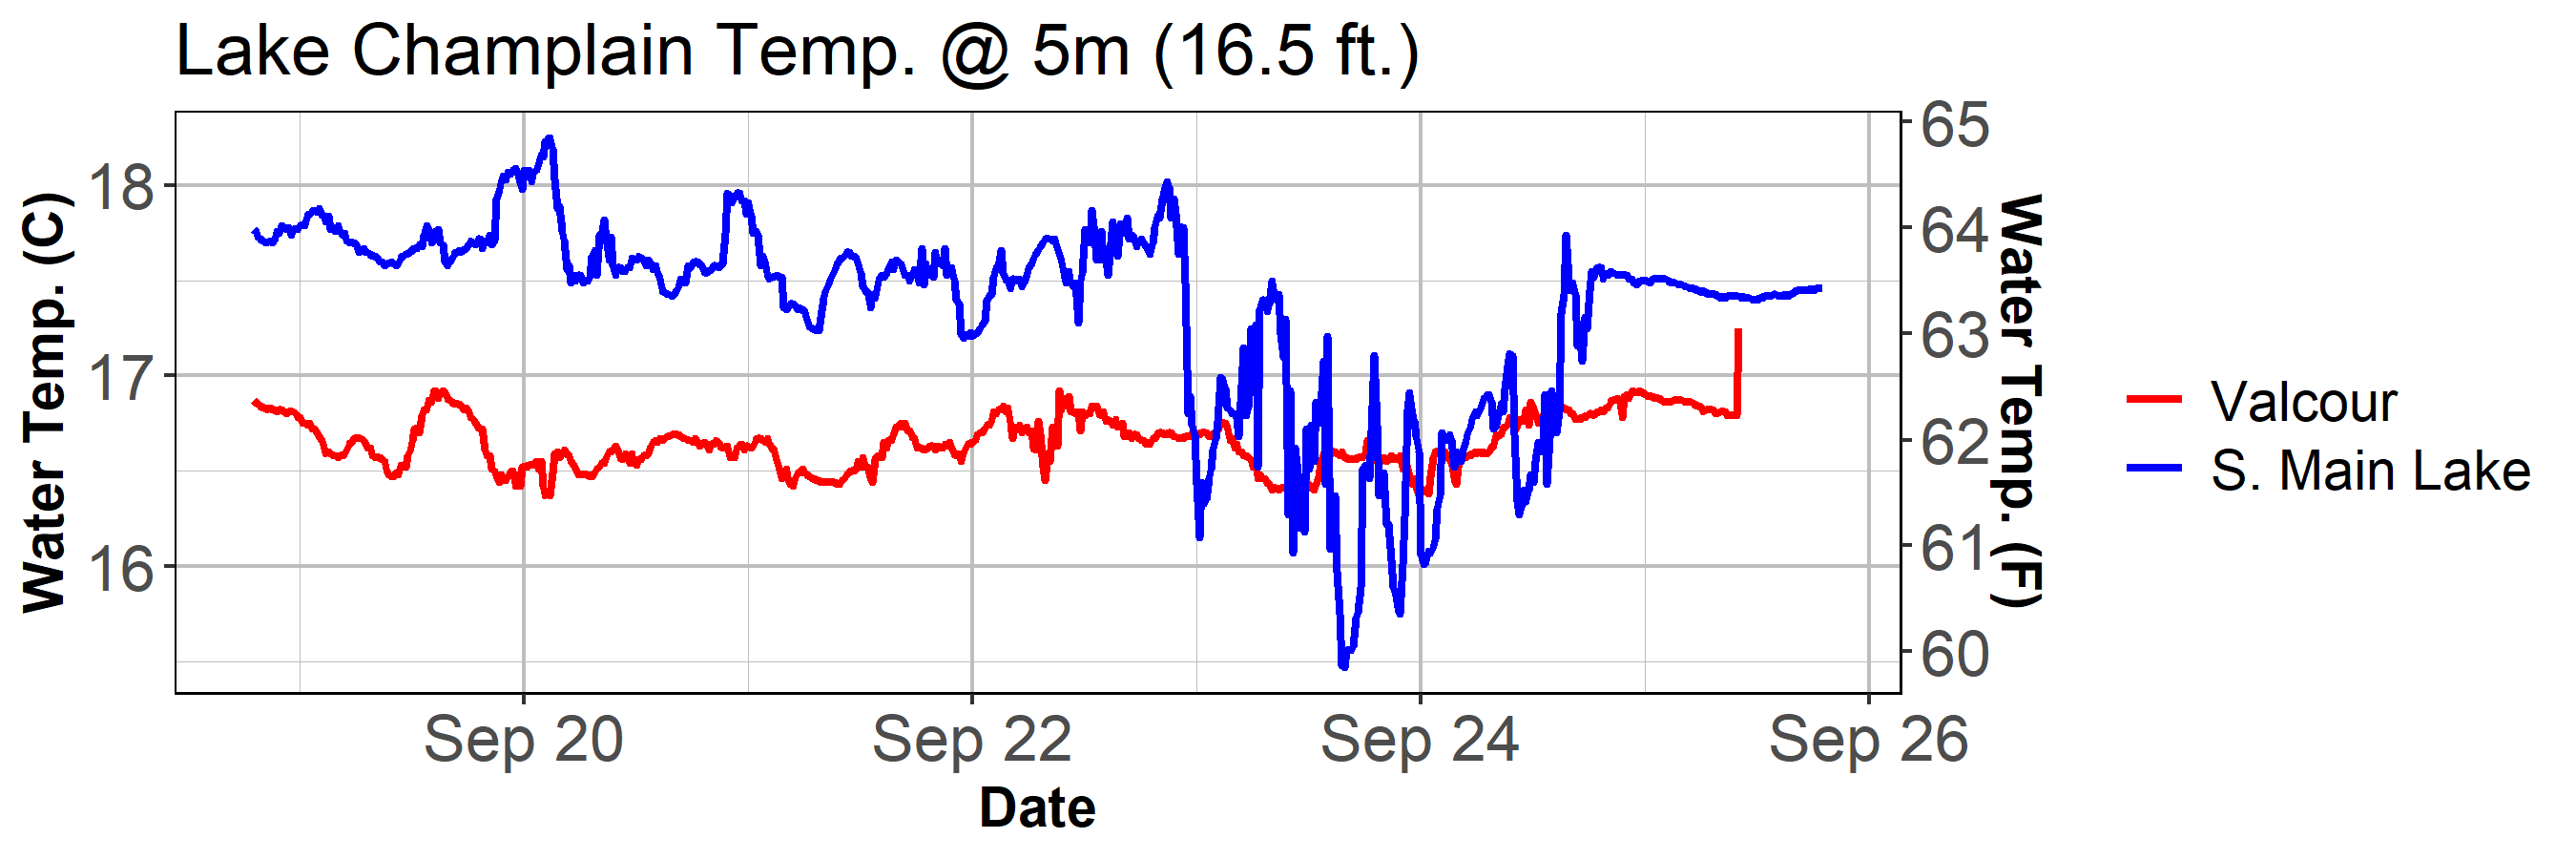 Lake Champlain Temp. @ 5m (16.5 ft.)
Water Temp. (C)
18
17
16
65
64
63
62
61
60
Water Temp. (F)
Sep 20
Sep 22
Sep 24
Sep 26
Date
Valcour
S. Main Lake